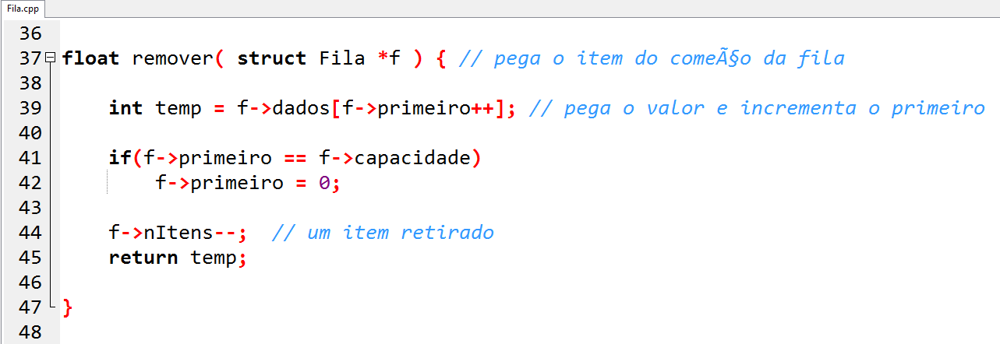 Fila.cpp
36
37 float remover( struct Fila *f ) { // pega o item do comeÃ§o da fila
38
39 int temp = f->dados[f->primeiro++]; // pega o valor e incrementa o primeiro
40
41 if(f->primeiro == f->capacidade)
42 f->primeiro = 0;
43
44 f->nItens--; // um item retirado
45 return temp;
46
47 }
48